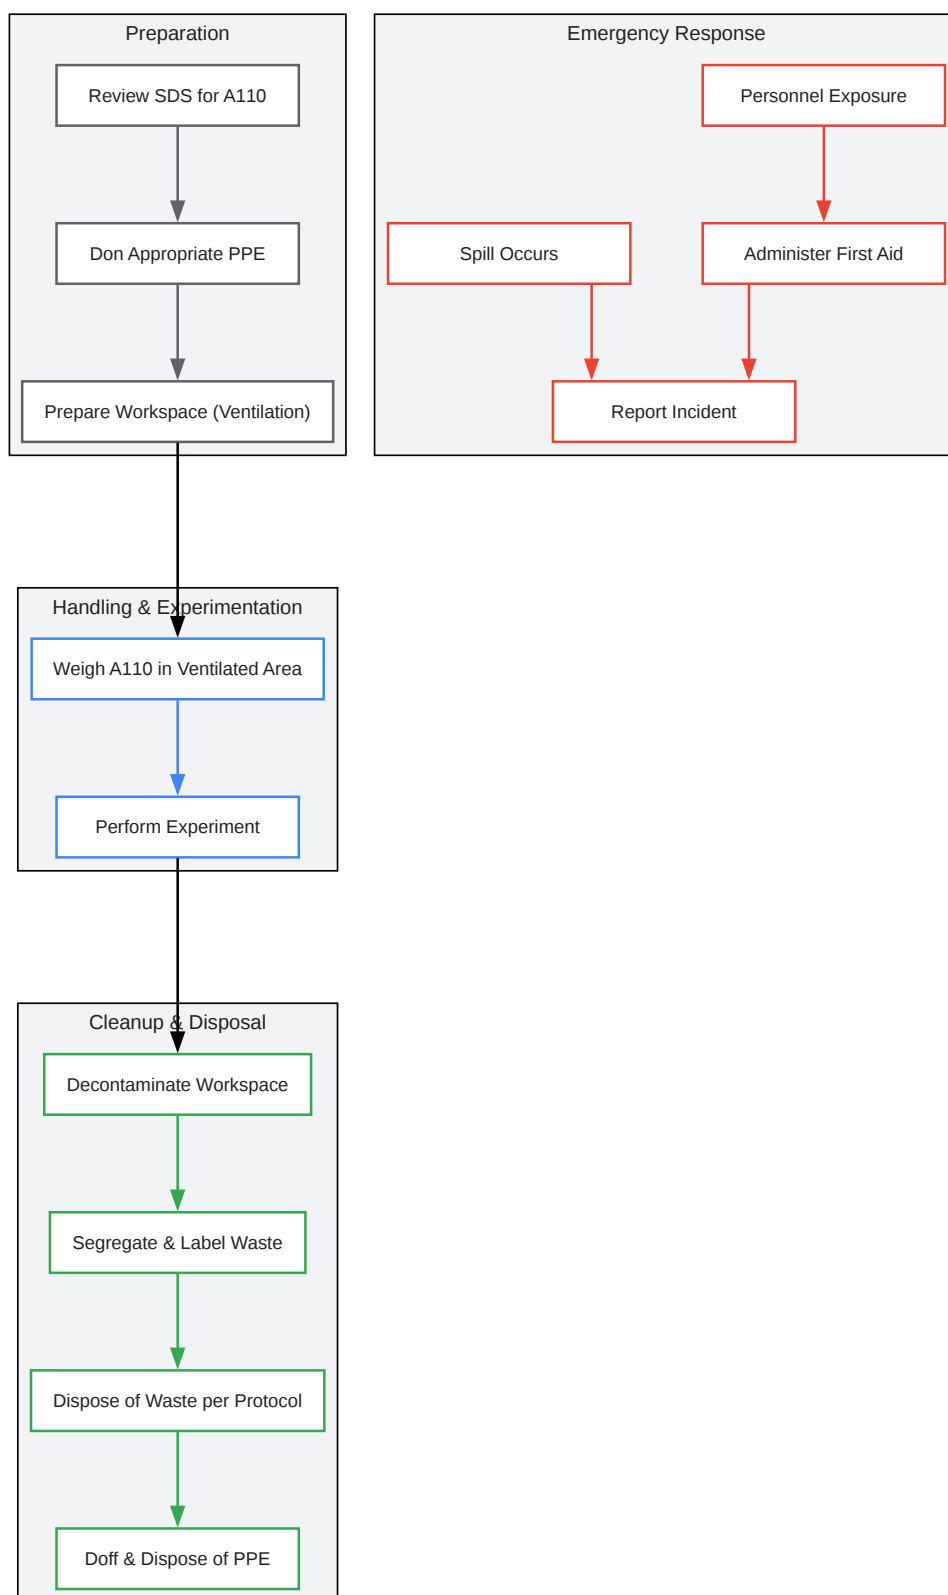 Preparation
Review SDS for A110
Don Appropriate PPE
Prepare Workspace (Ventilation)
Emergency Response
Personnel Exposure
Spill Occurs
Administer First Aid
Report Incident
Handling & Experimentation
Weigh A110 in Ventilated Area
Perform Experiment
Cleanup & Disposal
Decontaminate Workspace
Segregate & Label Waste
Dispose of Waste per Protocol
Doff & Dispose of PPE